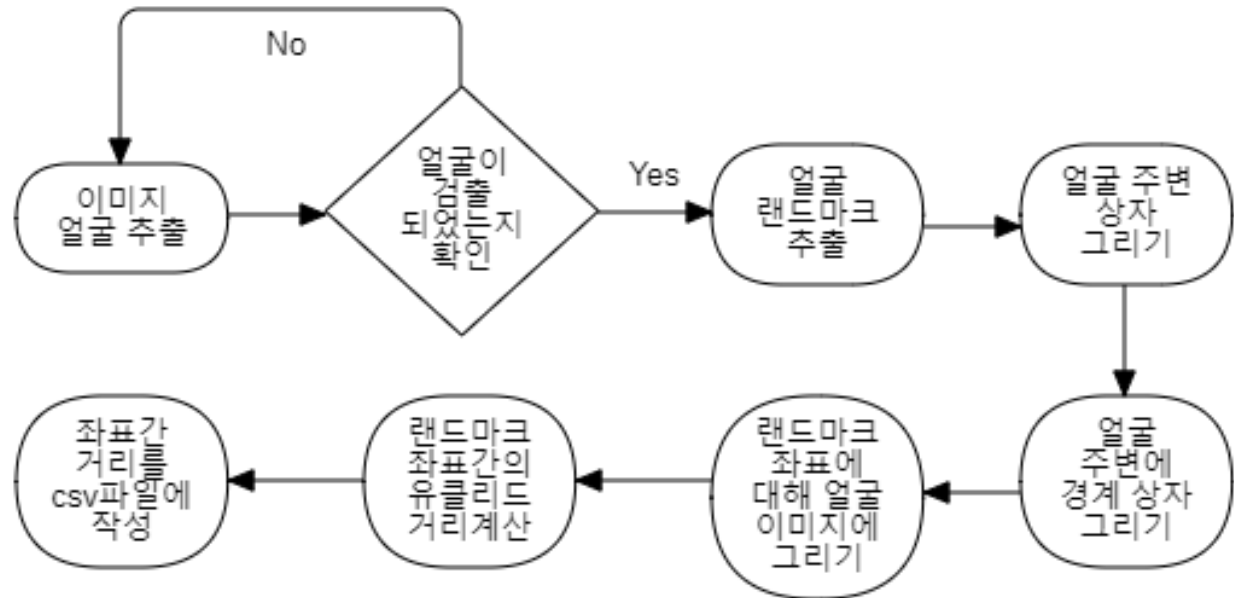 No
이미지
얼굴 추출
얼굴이
검출
되었는지
확인
Yes
얼굴
랜드마크
추출
얼굴 주변
상자
그리기
얼굴
주변에
경계 상자
그리기
랜드마크
좌표에
대해 얼굴
이미지에
그리기
랜드마크
좌표간의
유클리드
거리계산
좌표간
거리를
csv파일에
작성